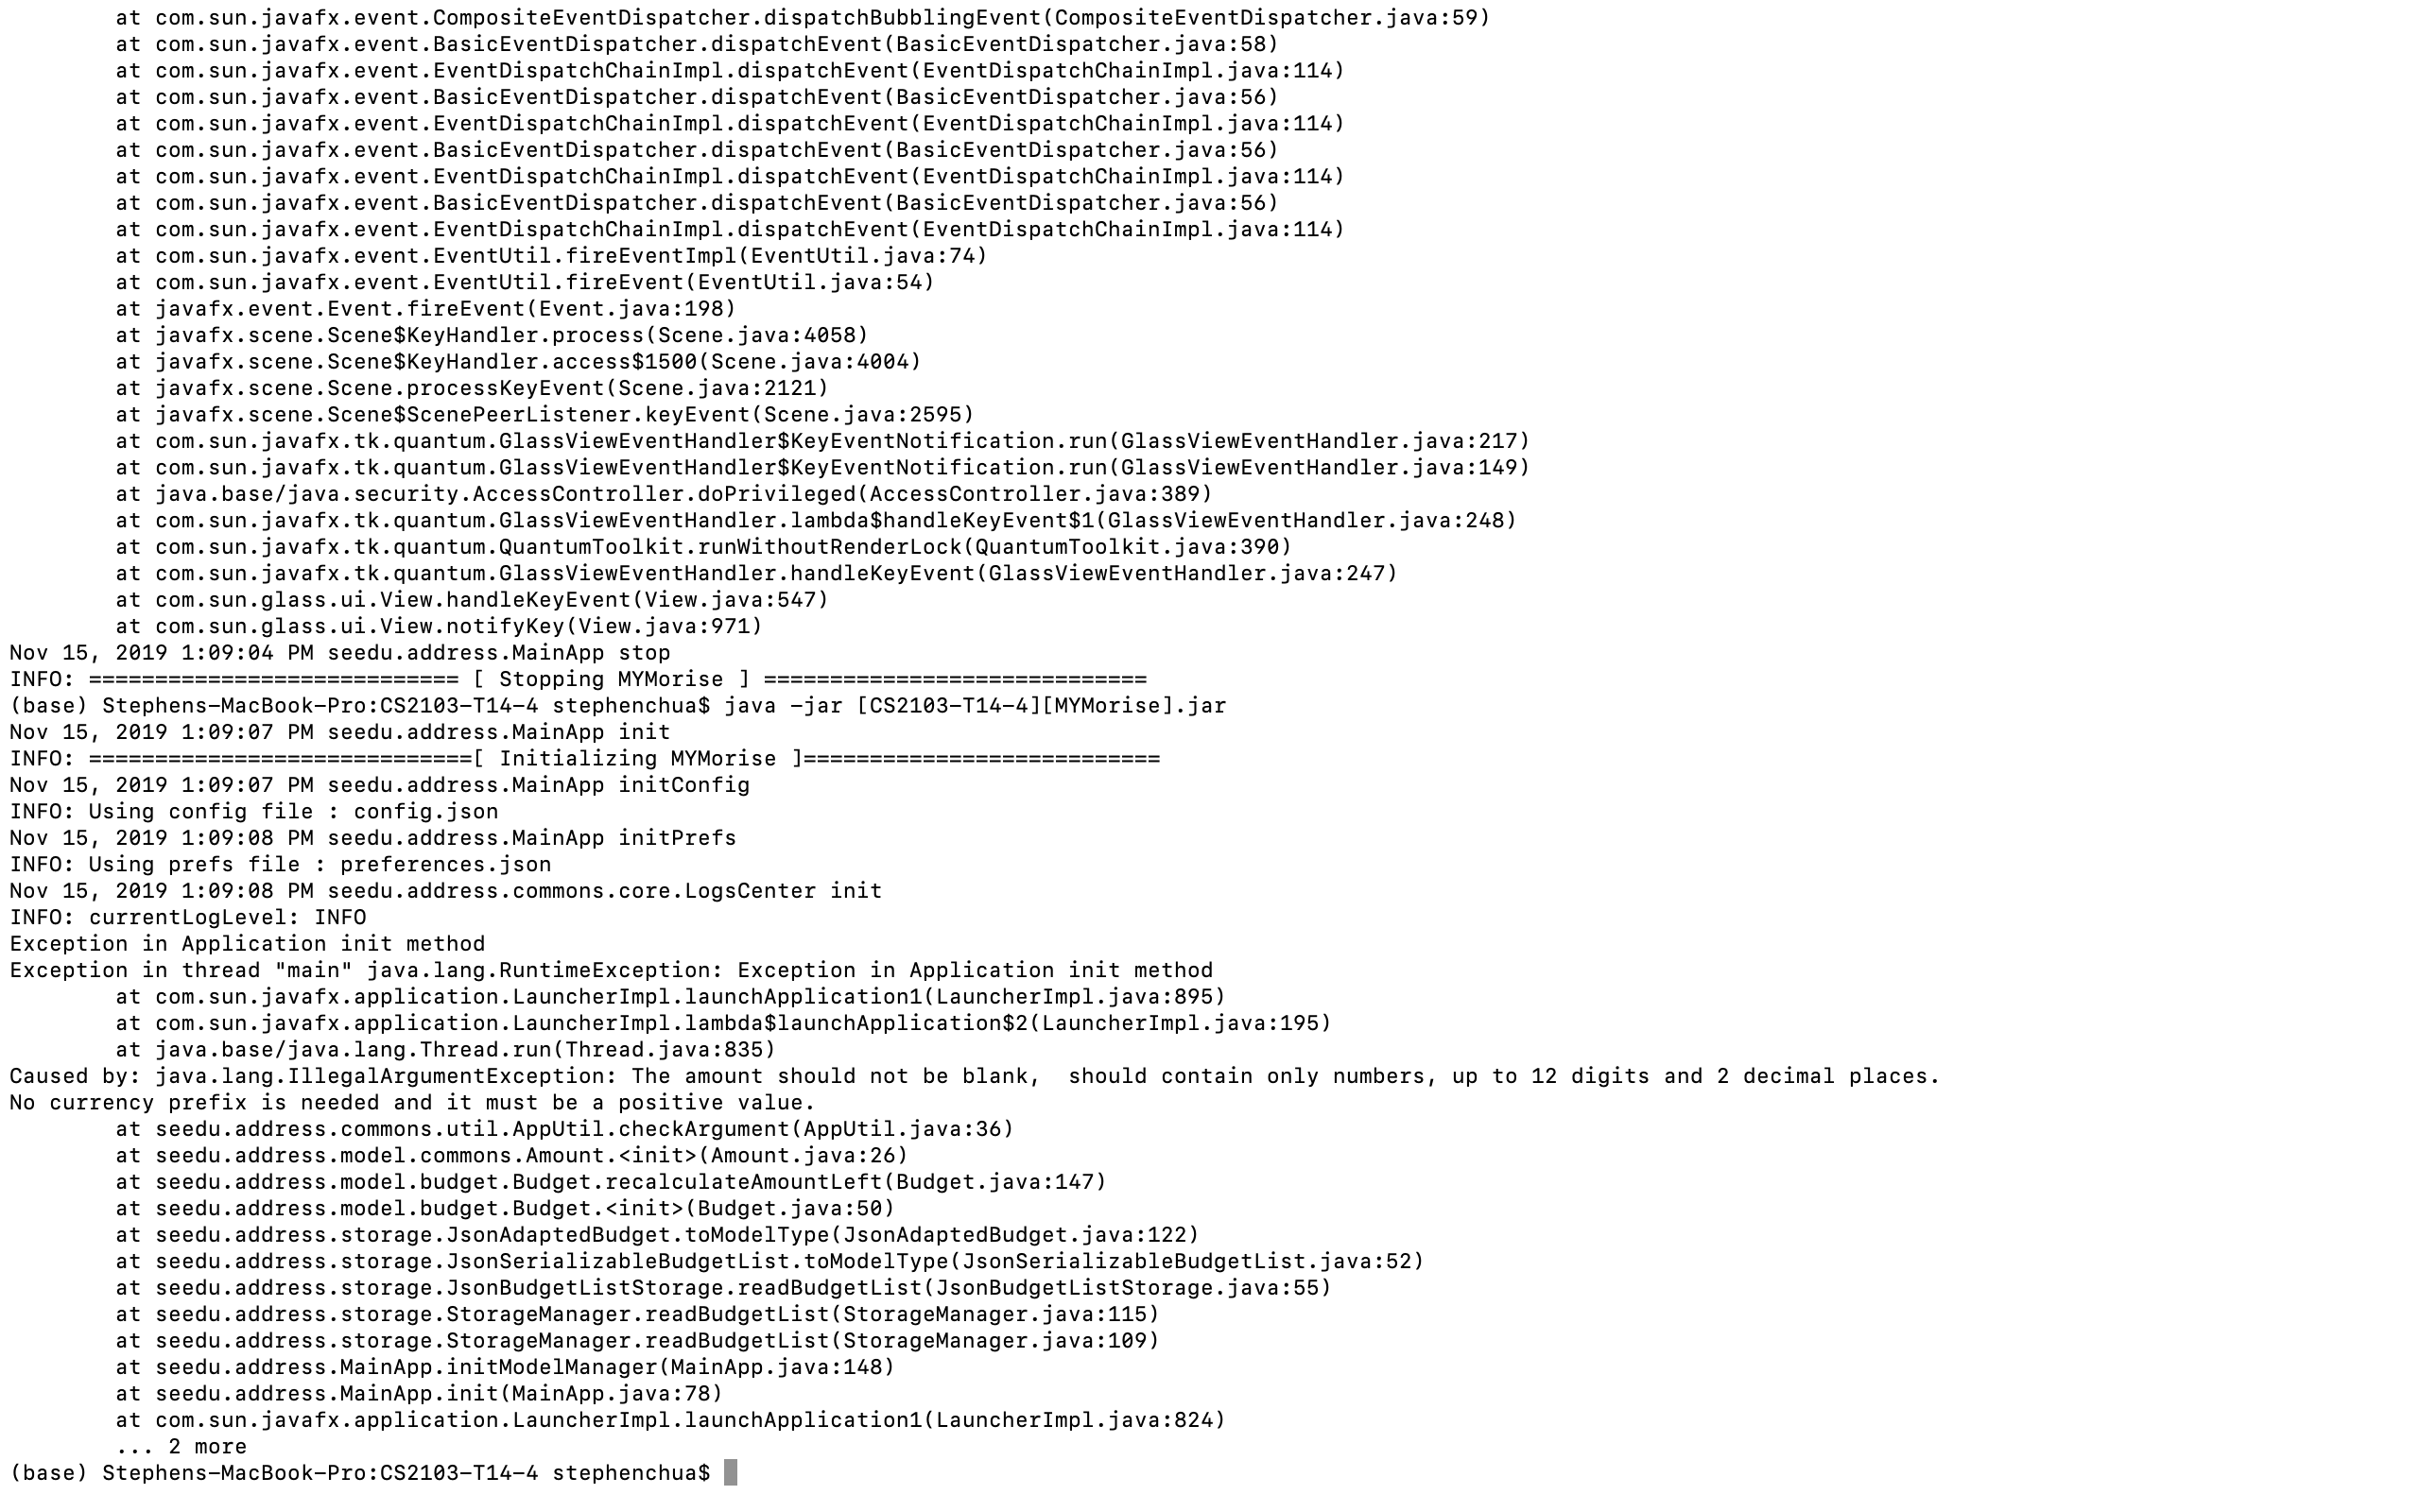 at com.sun.javafx.event.CompositeEventDispatcher.dispatchBubblingEvent(CompositeEventDispatcher.java:59)
at com.sun.javafx.event.BasicEventDispatcher.dispatchEvent(BasicEventDispatcher.java:58)
at com.sun.javafx.event.EventDispatchChainImpl.dispatchEvent(EventDispatchChainImpl.java:114)
at com.sun.javafx.event.BasicEventDispatcher.dispatchEvent(BasicEventDispatcher.java:56)
at com.sun.javafx.event.EventDispatchChainImpl.dispatchEvent(EventDispatchChainImpl.java:114)
at com.sun.javafx.event.BasicEventDispatcher.dispatchEvent(BasicEventDispatcher.java:56)
at com.sun.javafx.event.EventDispatchChainImpl.dispatchEvent(EventDispatchChainImpl.java:114)
at com.sun.javafx.event.BasicEventDispatcher.dispatchEvent(BasicEventDispatcher.java:56)
at com.sun.javafx.event.EventDispatchChainImpl.dispatchEvent(EventDispatchChainImpl.java:114)
at com.sun.javafx.event.EventUtil.fireEventImpl(EventUtil.java:74)
at com.sun.javafx.event.EventUtil.fireEvent(EventUtil.java:54)
at javafx.event.Event.fireEvent(Event.java:198)
at javafx.scene.Scene$KeyHandler.process(Scene.java:4058)
at javafx.scene.Scene$KeyHandler.access$1500(Scene.java:4004)
at javafx.scene.Scene.processKeyEvent(Scene.java:2121)
at javafx.scene.Scene$ScenePeerListener.keyEvent(Scene.java:2595)
at com.sun.javafx.tk.quantum.GlassViewEventHandler$KeyEventNotification.run(GlassViewEventHandler.java:217)
at com.sun.javafx.tk.quantum.GlassViewEventHandler$KeyEventNotification.run(GlassViewEventHandler.java:149)
at java.base/java.security.AccessController.doPrivileged(AccessController.java:389)
at com.sun.javafx.tk.quantum.GlassViewEventHandler.lambda$handleKeyEvent$1(GlassViewEventHandler.java:248)
at com.sun.javafx.tk.quantum.QuantumToolkit.runWithoutRenderLock(QuantumToolkit.java:390)
at com.sun.javafx.tk.quantum.GlassViewEventHandler.handleKeyEvent(GlassViewEventHandler.java:247)
at com.sun.glass.ui.View.handleKeyEvent(View.java:547)
at com.sun.glass.ui.View.notifyKey(View.java:971)
Nov 15, 2019 1:09:04 PM seedu.address.MainApp stop
INFO: ============================ [ Stopping MYMorise ] =============================
(base) Stephens-MacBook-Pro:CS2103-T14-4 stephenchua$ java -jar [CS2103-T14-4][MYMorise].jar
Nov 15, 2019 1:09:07 PM seedu.address.MainApp init
INFO: =============================[ Initializing MYMorise ]===========================
Nov 15, 2019 1:09:07 PM seedu.address.MainApp initConfig
INFO: Using config file : config.json
Nov 15, 2019 1:09:08 PM seedu.address.MainApp initPrefs
INFO: Using prefs file : preferences.json
Nov 15, 2019 1:09:08 PM seedu.address.commons.core.LogsCenter init
INFO: currentLogLevel: INFO
Exception in Application init method
Exception in thread "main" java.lang.RuntimeException: Exception in Application init method
at com.sun.javafx.application.LauncherImpl.launchApplication1(LauncherImpl.java:895)
at com.sun.javafx.application.LauncherImpl.lambda$launchApplication$2(LauncherImpl.java:195)
at java.base/java.lang.Thread.run(Thread.java:835)
Caused by: java.lang.IllegalArgumentException: The amount should not be blank,  should contain only numbers, up to 12 digits and 2 decimal places.
No currency prefix is needed and it must be a positive value.
at seedu.address.commons.util.AppUtil.checkArgument(AppUtil.java:36)
at seedu.address.model.commons.Amount.<init>(Amount.java:26)
at seedu.address.model.budget.Budget.recalculateAmountLeft(Budget.java:147)
at seedu.address.model.budget.Budget.<init>(Budget.java:50)
at seedu.address.storage.JsonAdaptedBudget.toModelType(JsonAdaptedBudget.java:122)
at seedu.address.storage.JsonSerializableBudgetList.toModelType(JsonSerializableBudgetList.java:52)
at seedu.address.storage.JsonBudgetListStorage.readBudgetList(JsonBudgetListStorage.java:55)
at seedu.address.storage.StorageManager.readBudgetList(StorageManager.java:115)
at seedu.address.storage.StorageManager.readBudgetList(StorageManager.java:109)
at seedu.address.MainApp.initModelManager(MainApp.java:148)
at seedu.address.MainApp.init(MainApp.java:78)
at com.sun.javafx.application.LauncherImpl.launchApplication1(LauncherImpl.java:824)
... 2 more
(base) Stephens-MacBook-Pro:CS2103-T14-4 stephenchua$